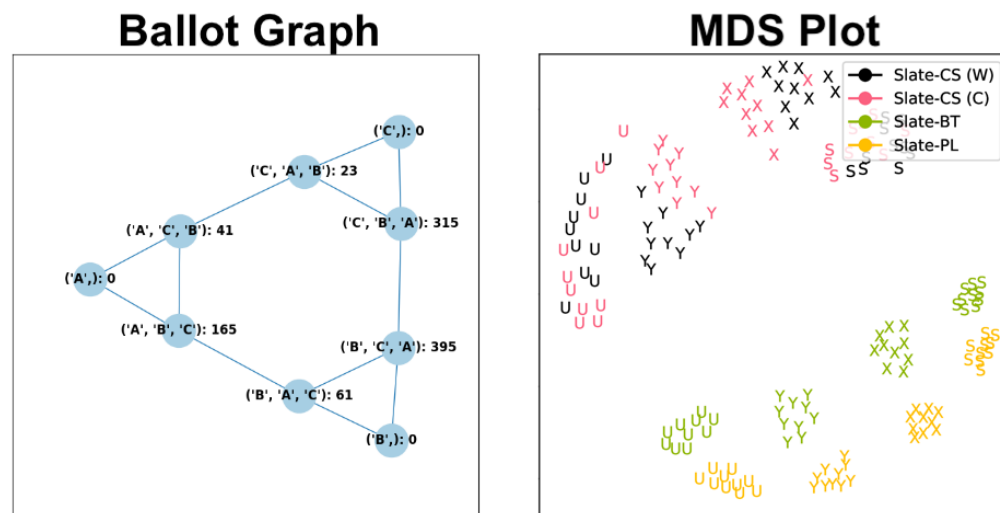 Ballot Graph
('C',): 0
('C', 'A', 'B'): 23
('C', 'B', 'A'): 315
('A', 'C', 'B'): 41
('A',): 0
('A', 'B', 'C'): 165
('B', 'C', 'A'): 395
('B', 'A', 'C'): 61
('B',): 0
MDS Plot
Slate-CS (W)
Slate-CS (C)
Slate-BT
Slate-PL